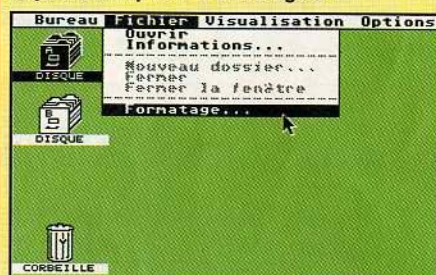 Bureau Fichier Visualisation Options
Ouvrir
Informations...
Nouveau dossier...
Fermer
Fermer la fenêtre
Formatage...
A
DISQUE
B
DISQUE
CORBEILLE